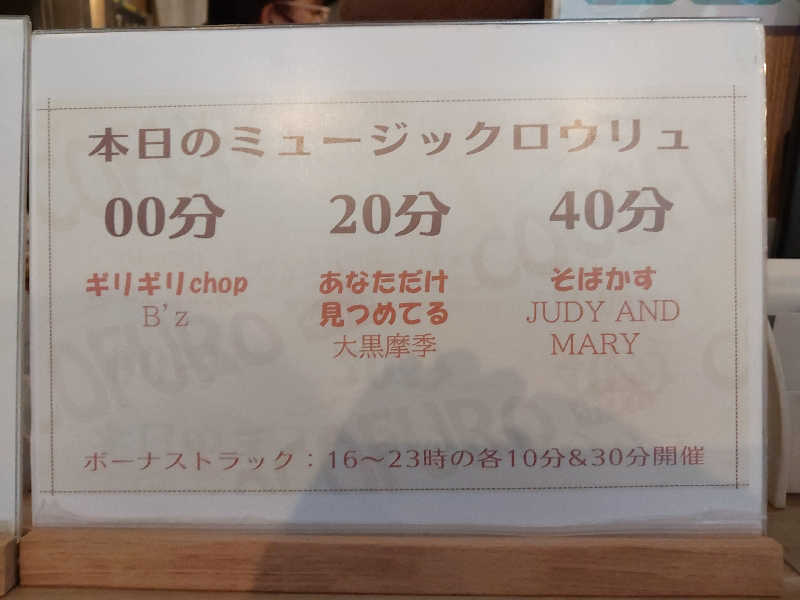 本日のミュージックロウリュ
00分 20分 40分
ギリギリchop
B'z
あなただけ
見つめてる
大黒摩季
そばかす
JUDY AND
MARY
ボーナストラック：16～23時の各10分&30分開催